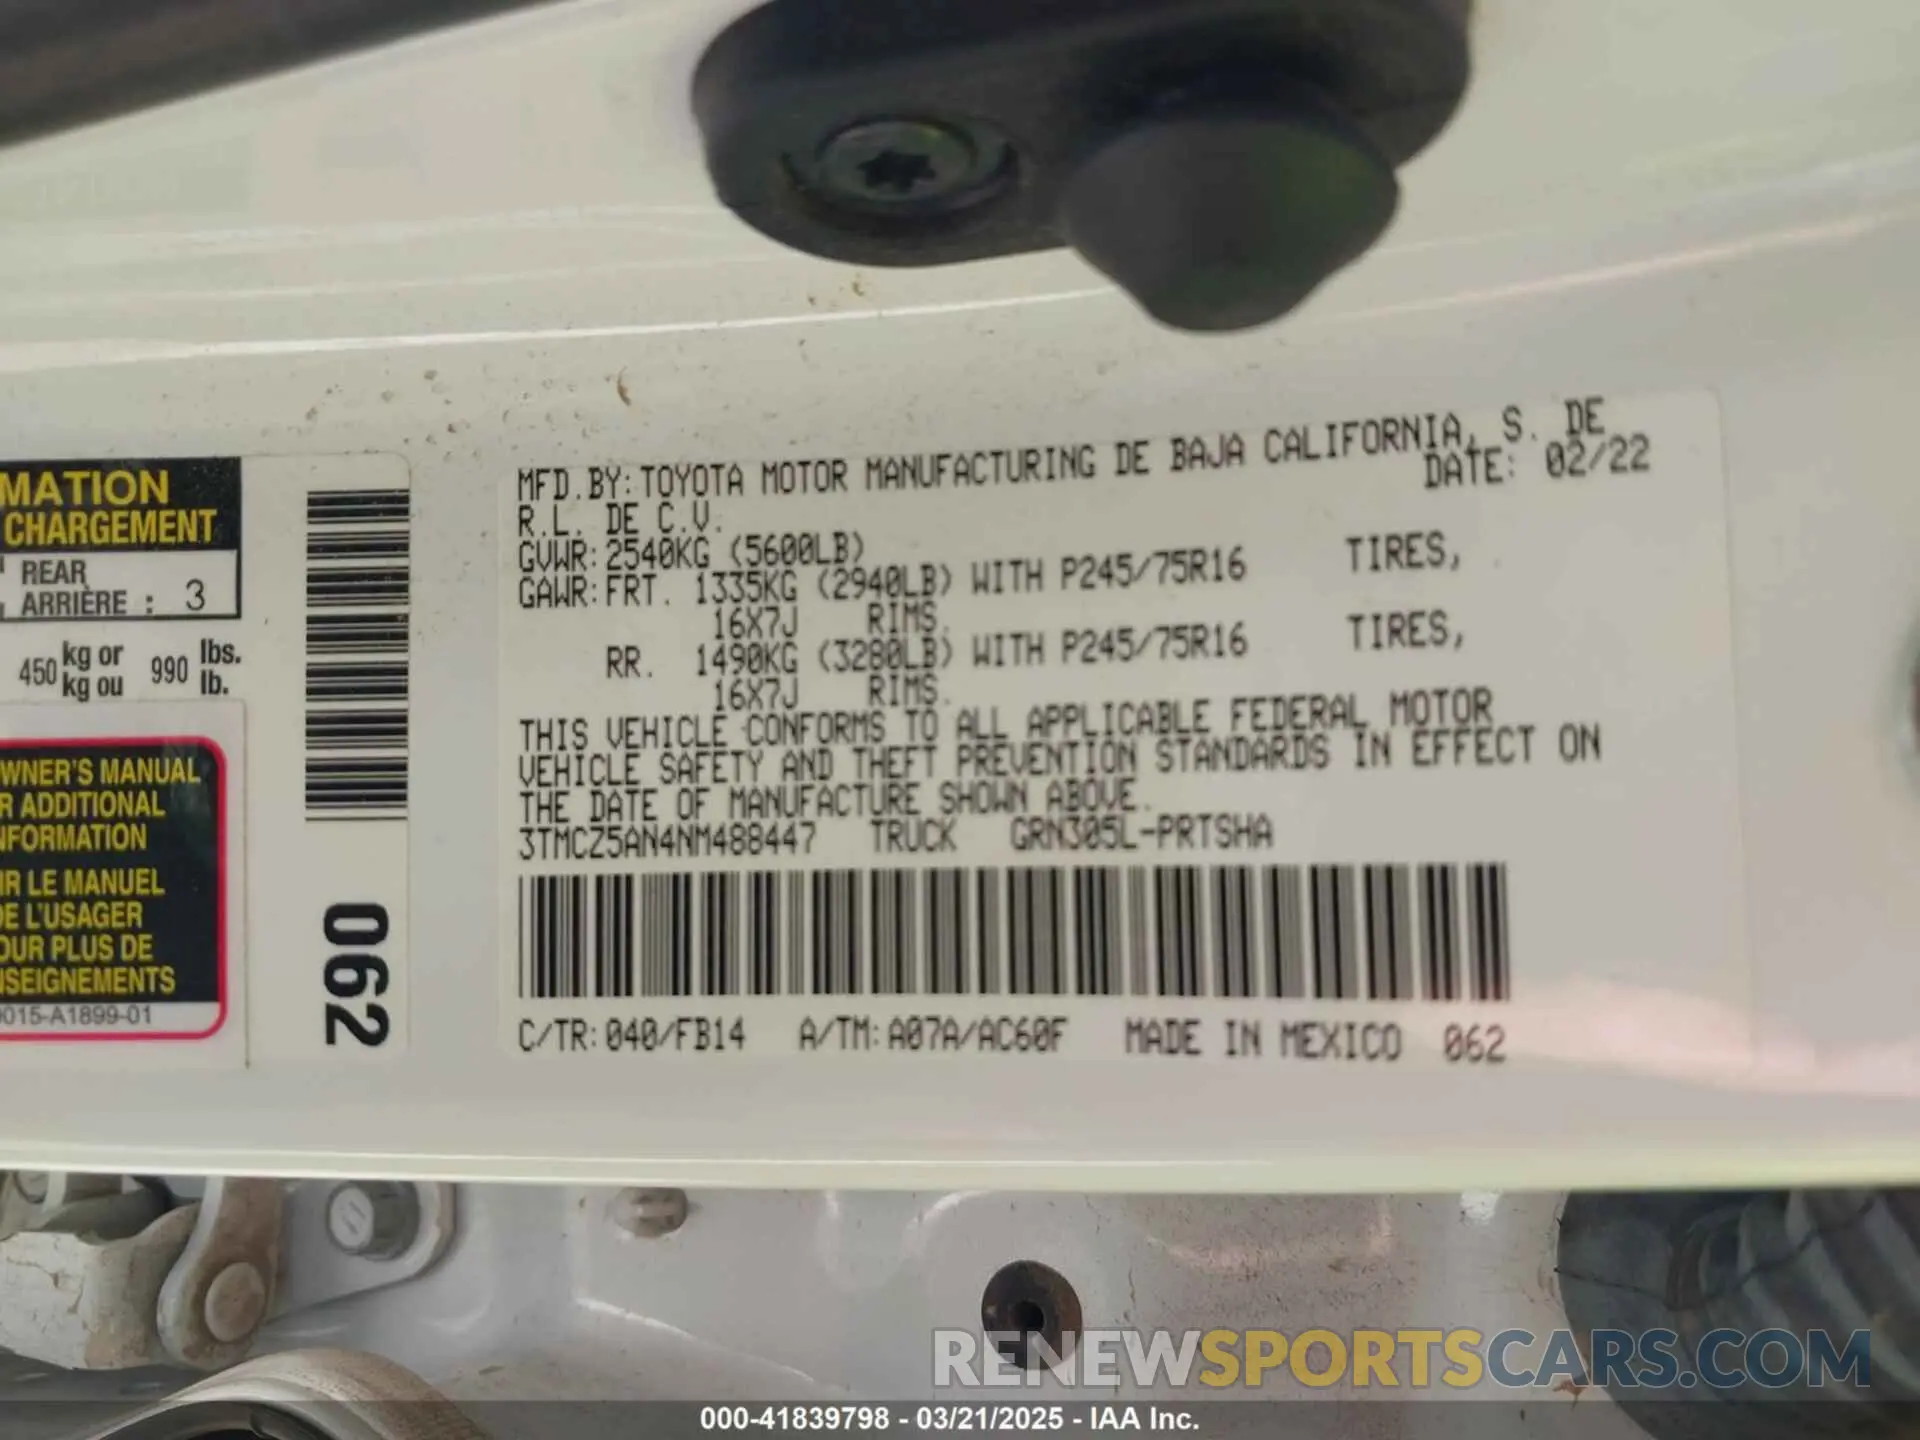 MATION
CHARGEMENT
REAR
ARRIÈRE : 3
450 kg or 990 lbs.
kg ou lb.
WNER'S MANUAL
R ADDITIONAL
NFORMATION
IR LE MANUEL
DE L'USAGER
OUR PLUS DE
NSEIGNEMENTS
0015-A1899-01
062
MFD.BY:TOYOTA MOTOR MANUFACTURING DE BAJA CALIFORNIA, S. DE
R.L. DE C.V. DATE: 02/22
GVWR:2540KG (5600LB)
GAWR:FRT. 1335KG (2940LB) WITH P245/75R16 TIRES,
16X7J RIMS.
RR. 1490KG (3280LB) WITH P245/75R16 TIRES,
16X7J RIMS.
THIS VEHICLE CONFORMS TO ALL APPLICABLE FEDERAL MOTOR
VEHICLE SAFETY AND THEFT PREVENTION STANDARDS IN EFFECT ON
THE DATE OF MANUFACTURE SHOWN ABOVE.
3TMCZ5AN4NM488447 TRUCK GRN305L-PRTSHA
C/TR:040/FB14 A/TM:A07A/AC60F MADE IN MEXICO 062
RENEWSPORTSCARS.COM
000-41839798 - 03/21/2025 - IAA Inc.